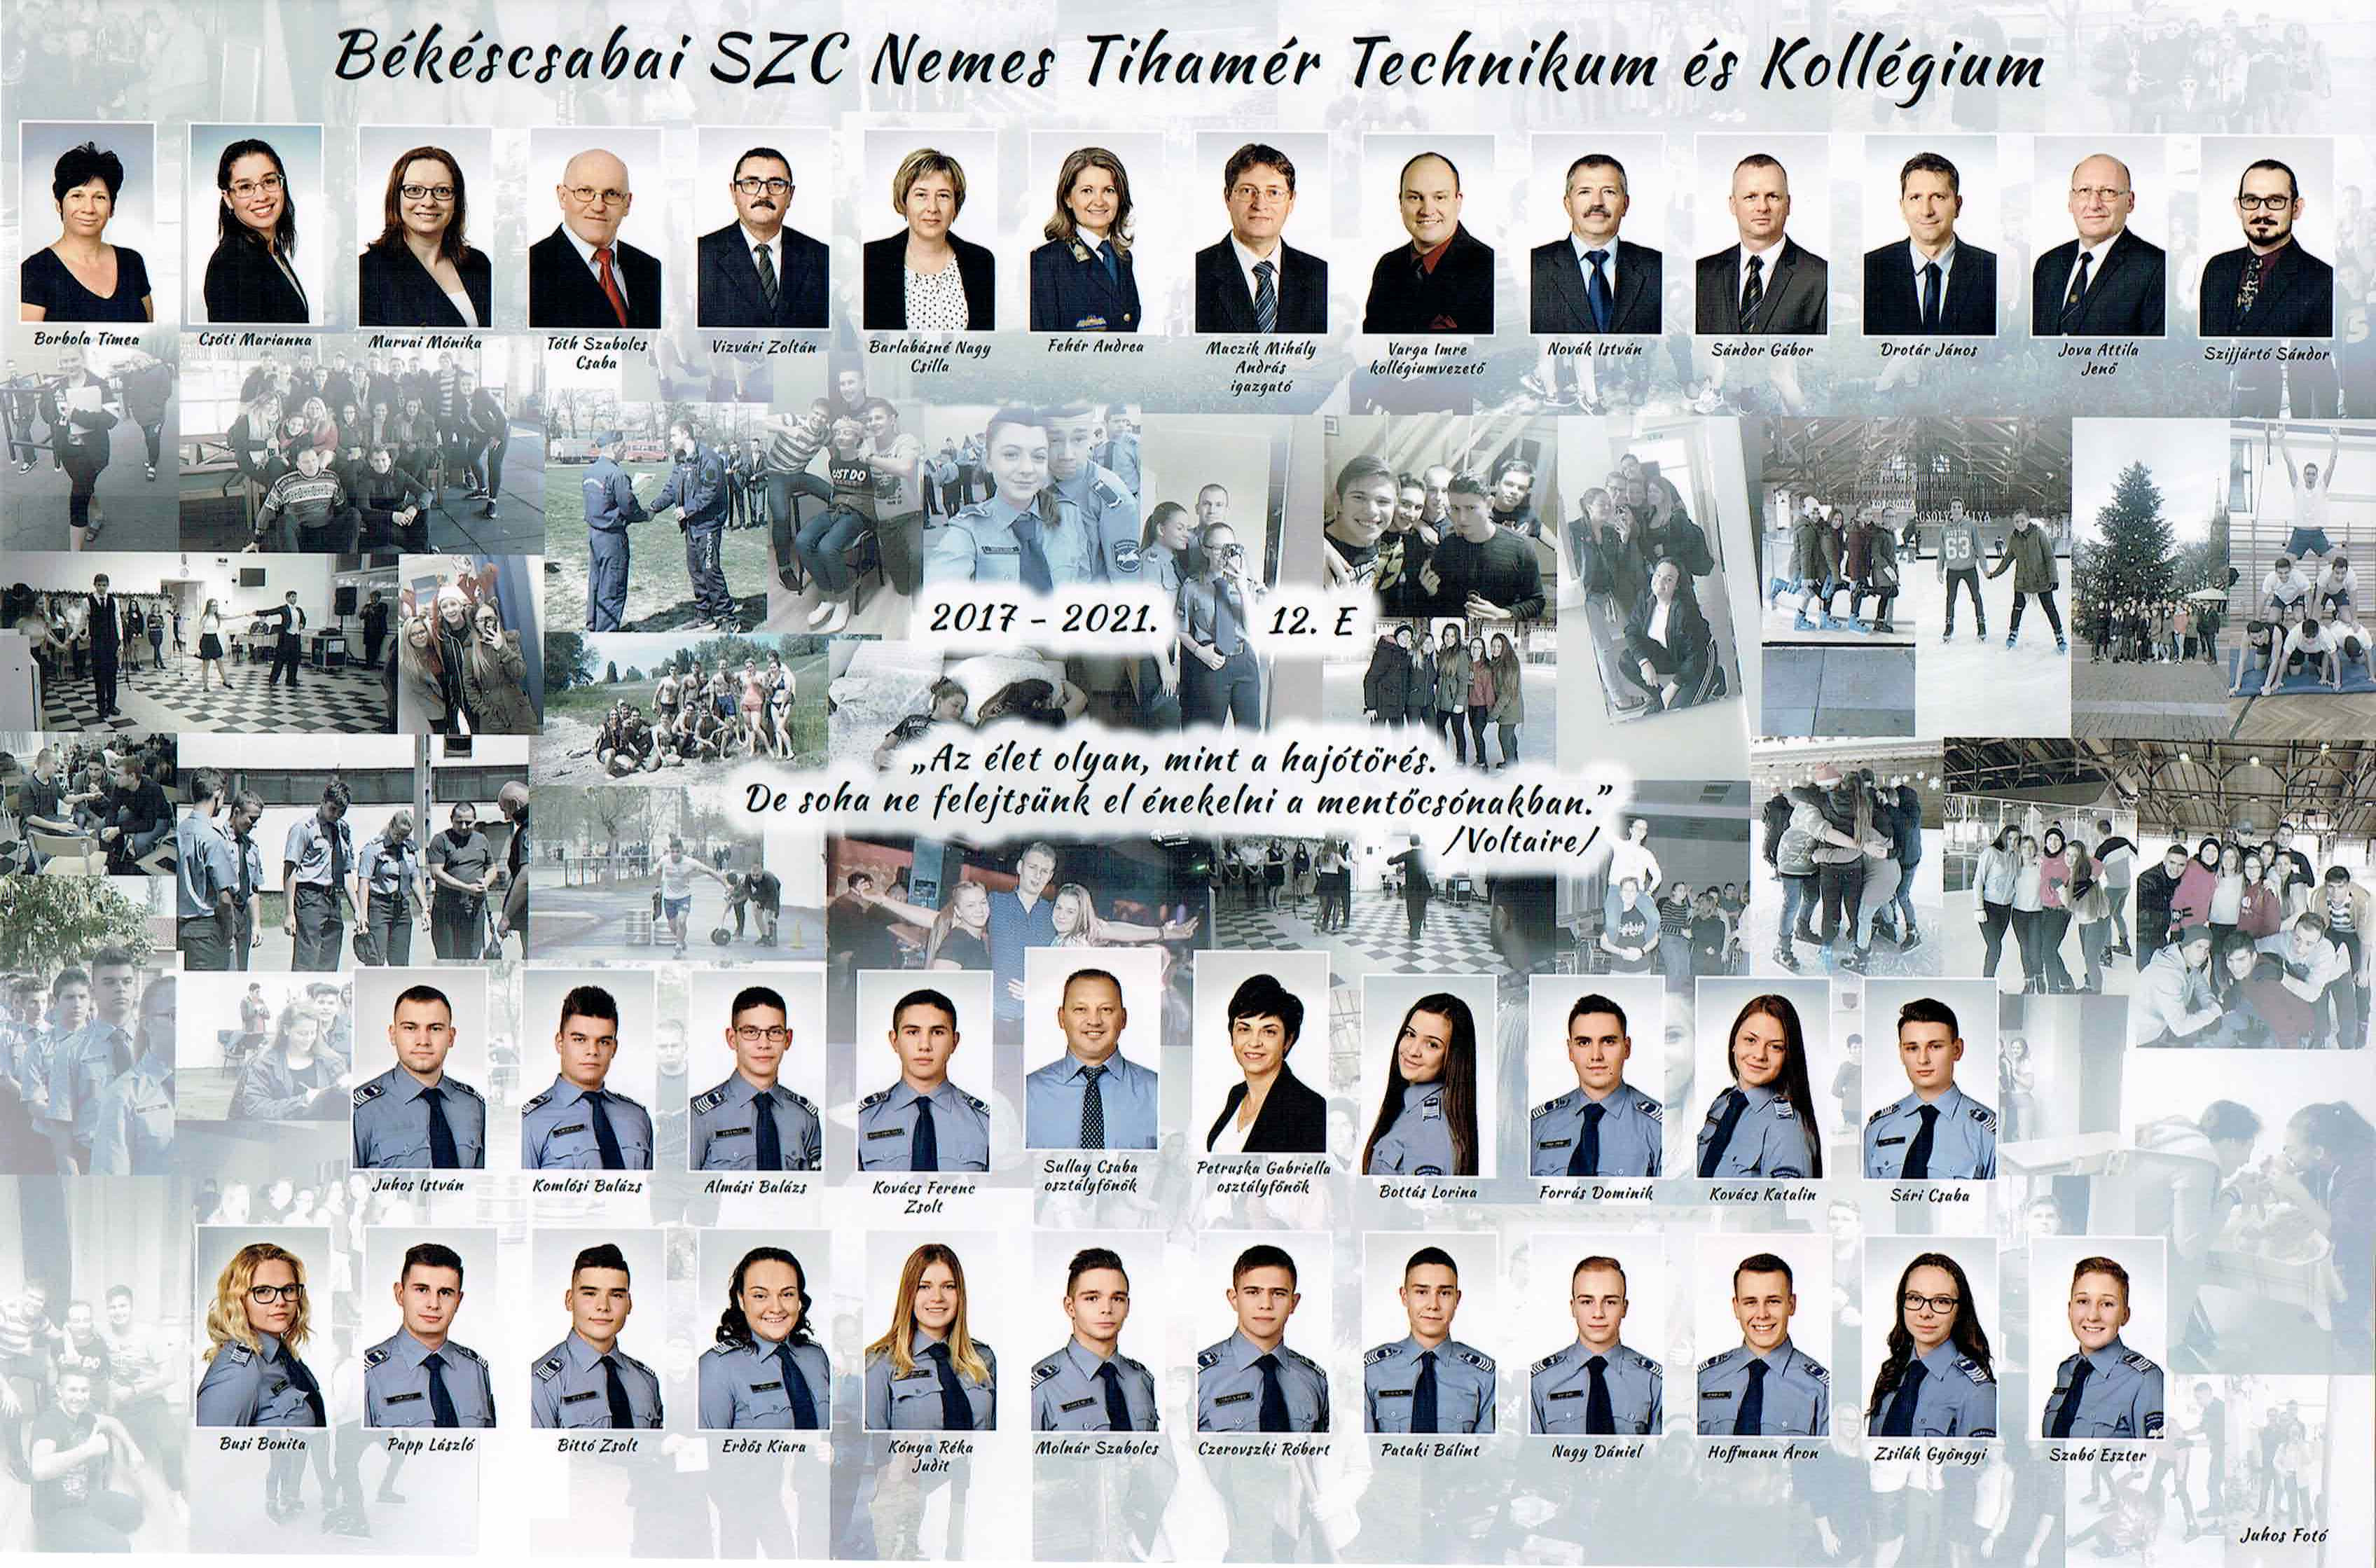 Békéscsabai SZC Nemes Tihamér Technikum és Kollégium
Borbola Tímea
Csóti Marianna
Murvai Mónika
Tóth Szabolcs
Csaba
Vizvári Zoltán
Barlabásné Nagy
Csilla
Fehér Andrea
Maczik Mihály
András
igazgató
Varga Imre
kollégiumvezető
Novák István
Sándor Gábor
Drotár János
Jova Attila
Jenő
Szijjártó Sándor
UST DO
63
2017 - 2021.
12. E
„Az élet olyan, mint a hajótörés.
De soha ne felejtsünk el énekelni a mentőcsónakban.”
/Voltaire/
Juhos István
Komlósi Balázs
Almási Balázs
Kovács Ferenc
Zsolt
Sullay Csaba
osztályfőnök
Petruska Gabriella
osztályfőnök
Bottás Lorina
Forrás Dominik
Kovács Katalin
Sári Csaba
Busi Bonita
Papp László
Bittó Zsolt
Erdős Kiara
Kónya Réka
Judit
Molnár Szabolcs
Czerovszki Róbert
Pataki Bálint
Nagy Dániel
Hoffmann Áron
Zsilák Gyöngyi
Szabó Eszter
Juhos Fotó